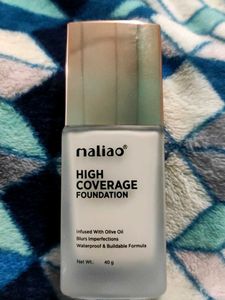 maliao®
HIGH
COVERAGE
FOUNDATION
Infused With Olive Oil
Blurs Imperfections
Waterproof & Buildable Formula
Net Wt. 40 g